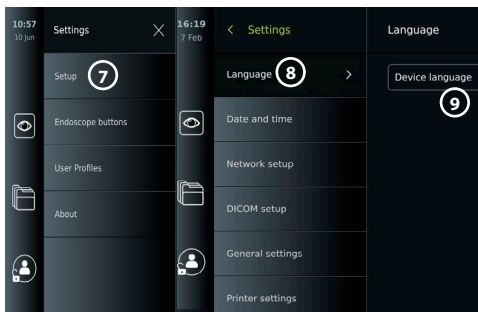 10:57
10 Jun
Settings
Setup
7
Endoscope buttons
User Profiles
About
16:19
7 Feb
Settings
Language
8
Date and time
Network setup
DICOM setup
General settings
Printer settings
Language
Device language
9